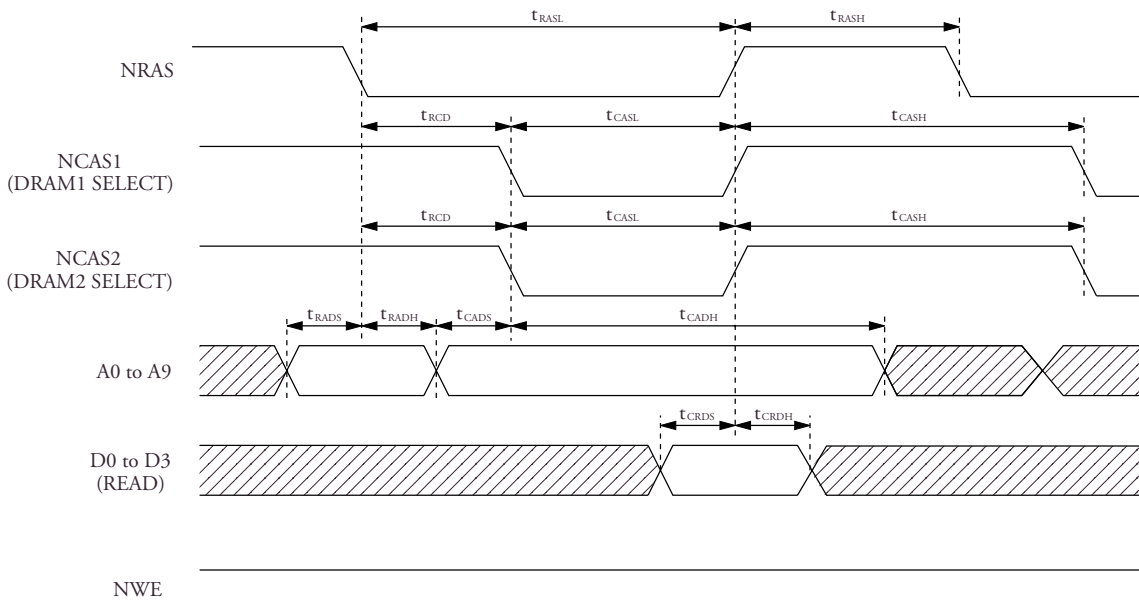 tRASL tRASH
NRAS
tRCD tCASL tCASH
NCAS1
(DRAM1 SELECT)
tRCD tCASL tCASH
NCAS2
(DRAM2 SELECT)
tRADS tRADH tCADS tCADH
A0 to A9
tCRDS tCRDH
D0 to D3
(READ)
NWE